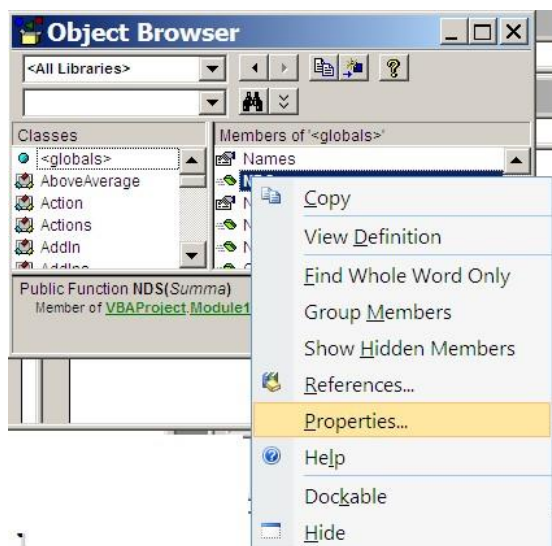 Object Browser
<All Libraries>
Classes
Members of '<globals>'
<globals>
Names
AboveAverage
Action
Actions
AddIn
Public Function NDS(Summa)
Member of VBAProject.Module1
Copy
View Definition
Find Whole Word Only
Group Members
Show Hidden Members
References...
Properties...
Help
Dockable
Hide